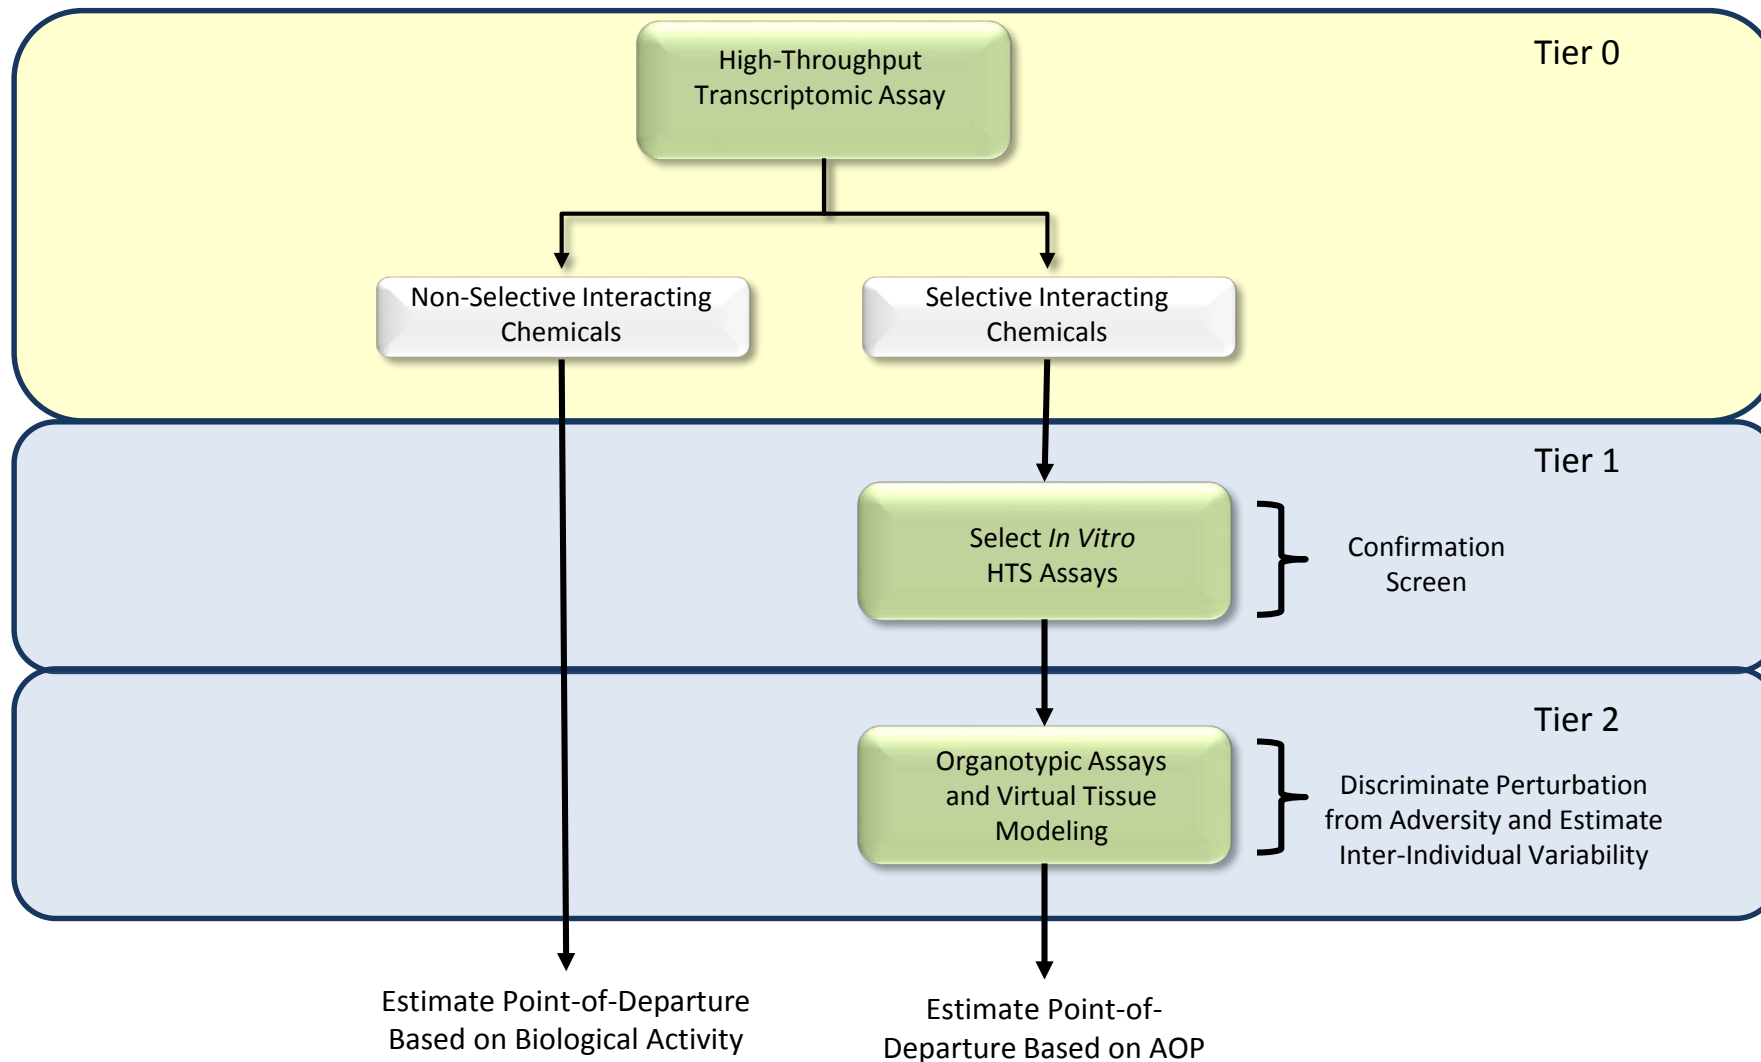 Tier 0
High-Throughput
Transcriptomic Assay
Non-Selective Interacting
Chemicals
Selective Interacting
Chemicals
Tier 1
Select In Vitro
HTS Assays
Confirmation
Screen
Tier 2
Organotypic Assays
and Virtual Tissue
Modeling
Discriminate Perturbation
from Adversity and Estimate
Inter-Individual Variability
Estimate Point-of-Departure
Based on Biological Activity
Estimate Point-of-
Departure Based on AOP